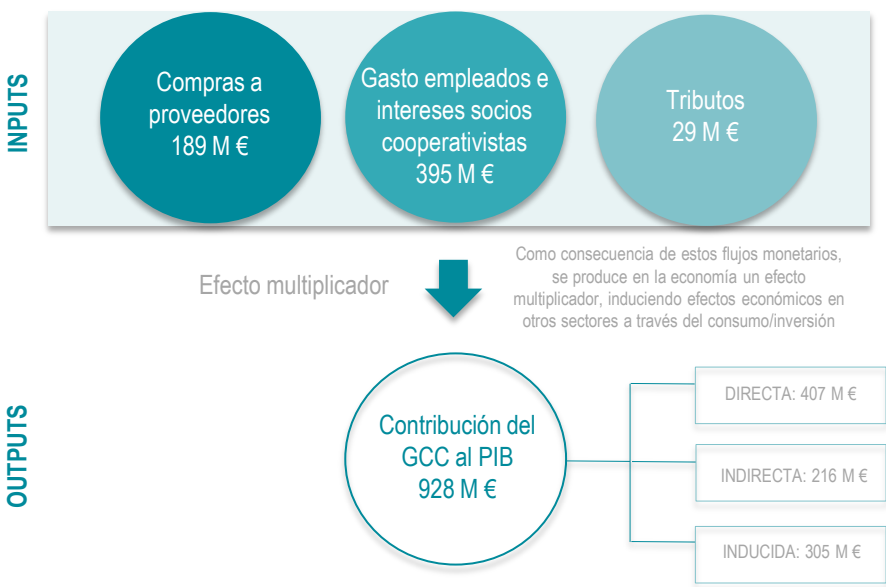 INPUTS
Compras a
proveedores
189 M €
Gasto empleados e
intereses socios
cooperativistas
395 M €
Tributos
29 M €
Efecto multiplicador
Como consecuencia de estos flujos monetarios,
se produce en la economía un efecto
multiplicador, induciendo efectos económicos en
otros sectores a través del consumo/inversión
OUTPUTS
Contribución del
GCC al PIB
928 M €
DIRECTA: 407 M €
INDIRECTA: 216 M €
INDUCIDA: 305 M €